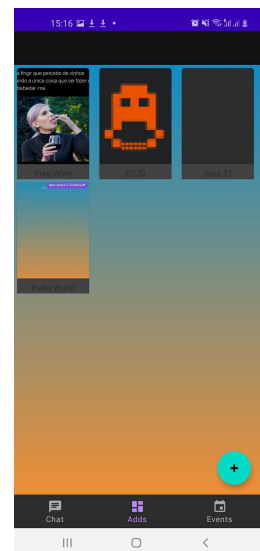 15:16
a fingir que percebo de vinhos
endo a única coisa que sei fazer é
bebedar-me
Free Wine
EDJD
Area 51
Hello World
+
Chat
Adds
Events